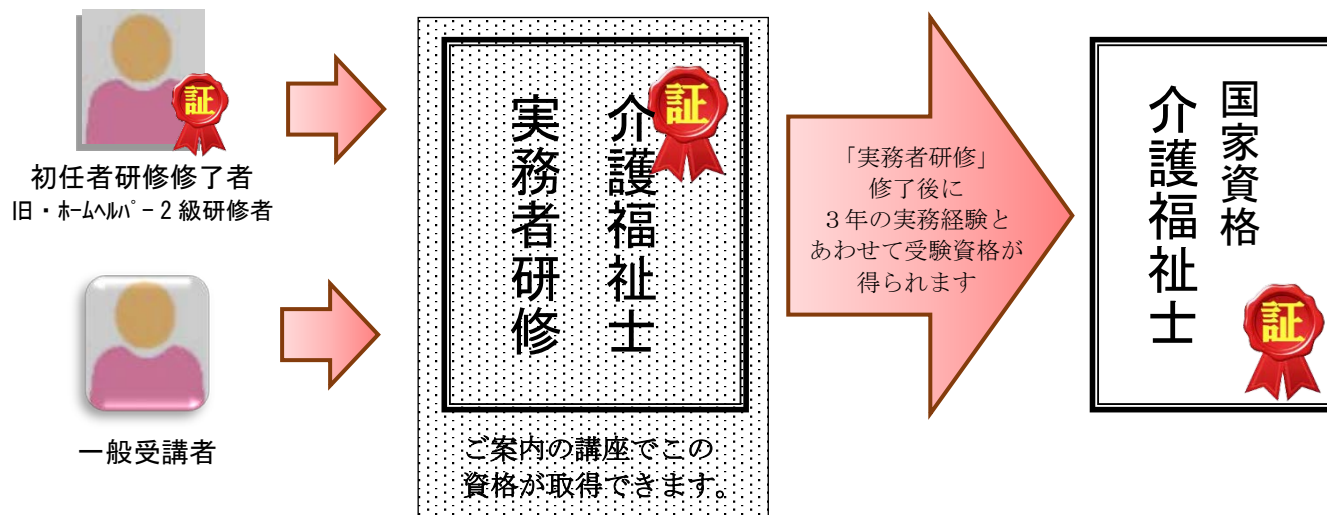 証
初任者研修修了者
旧・ﾎｰﾑﾍﾙﾊﾟｰ２級研修者
一般受講者
介護福祉士
実務者研修
証
ご案内の講座でこの
資格が取得できます。
「実務者研修」
修了後に
３年の実務経験と
あわせて受験資格が
得られます
国家資格
介護福祉士
証